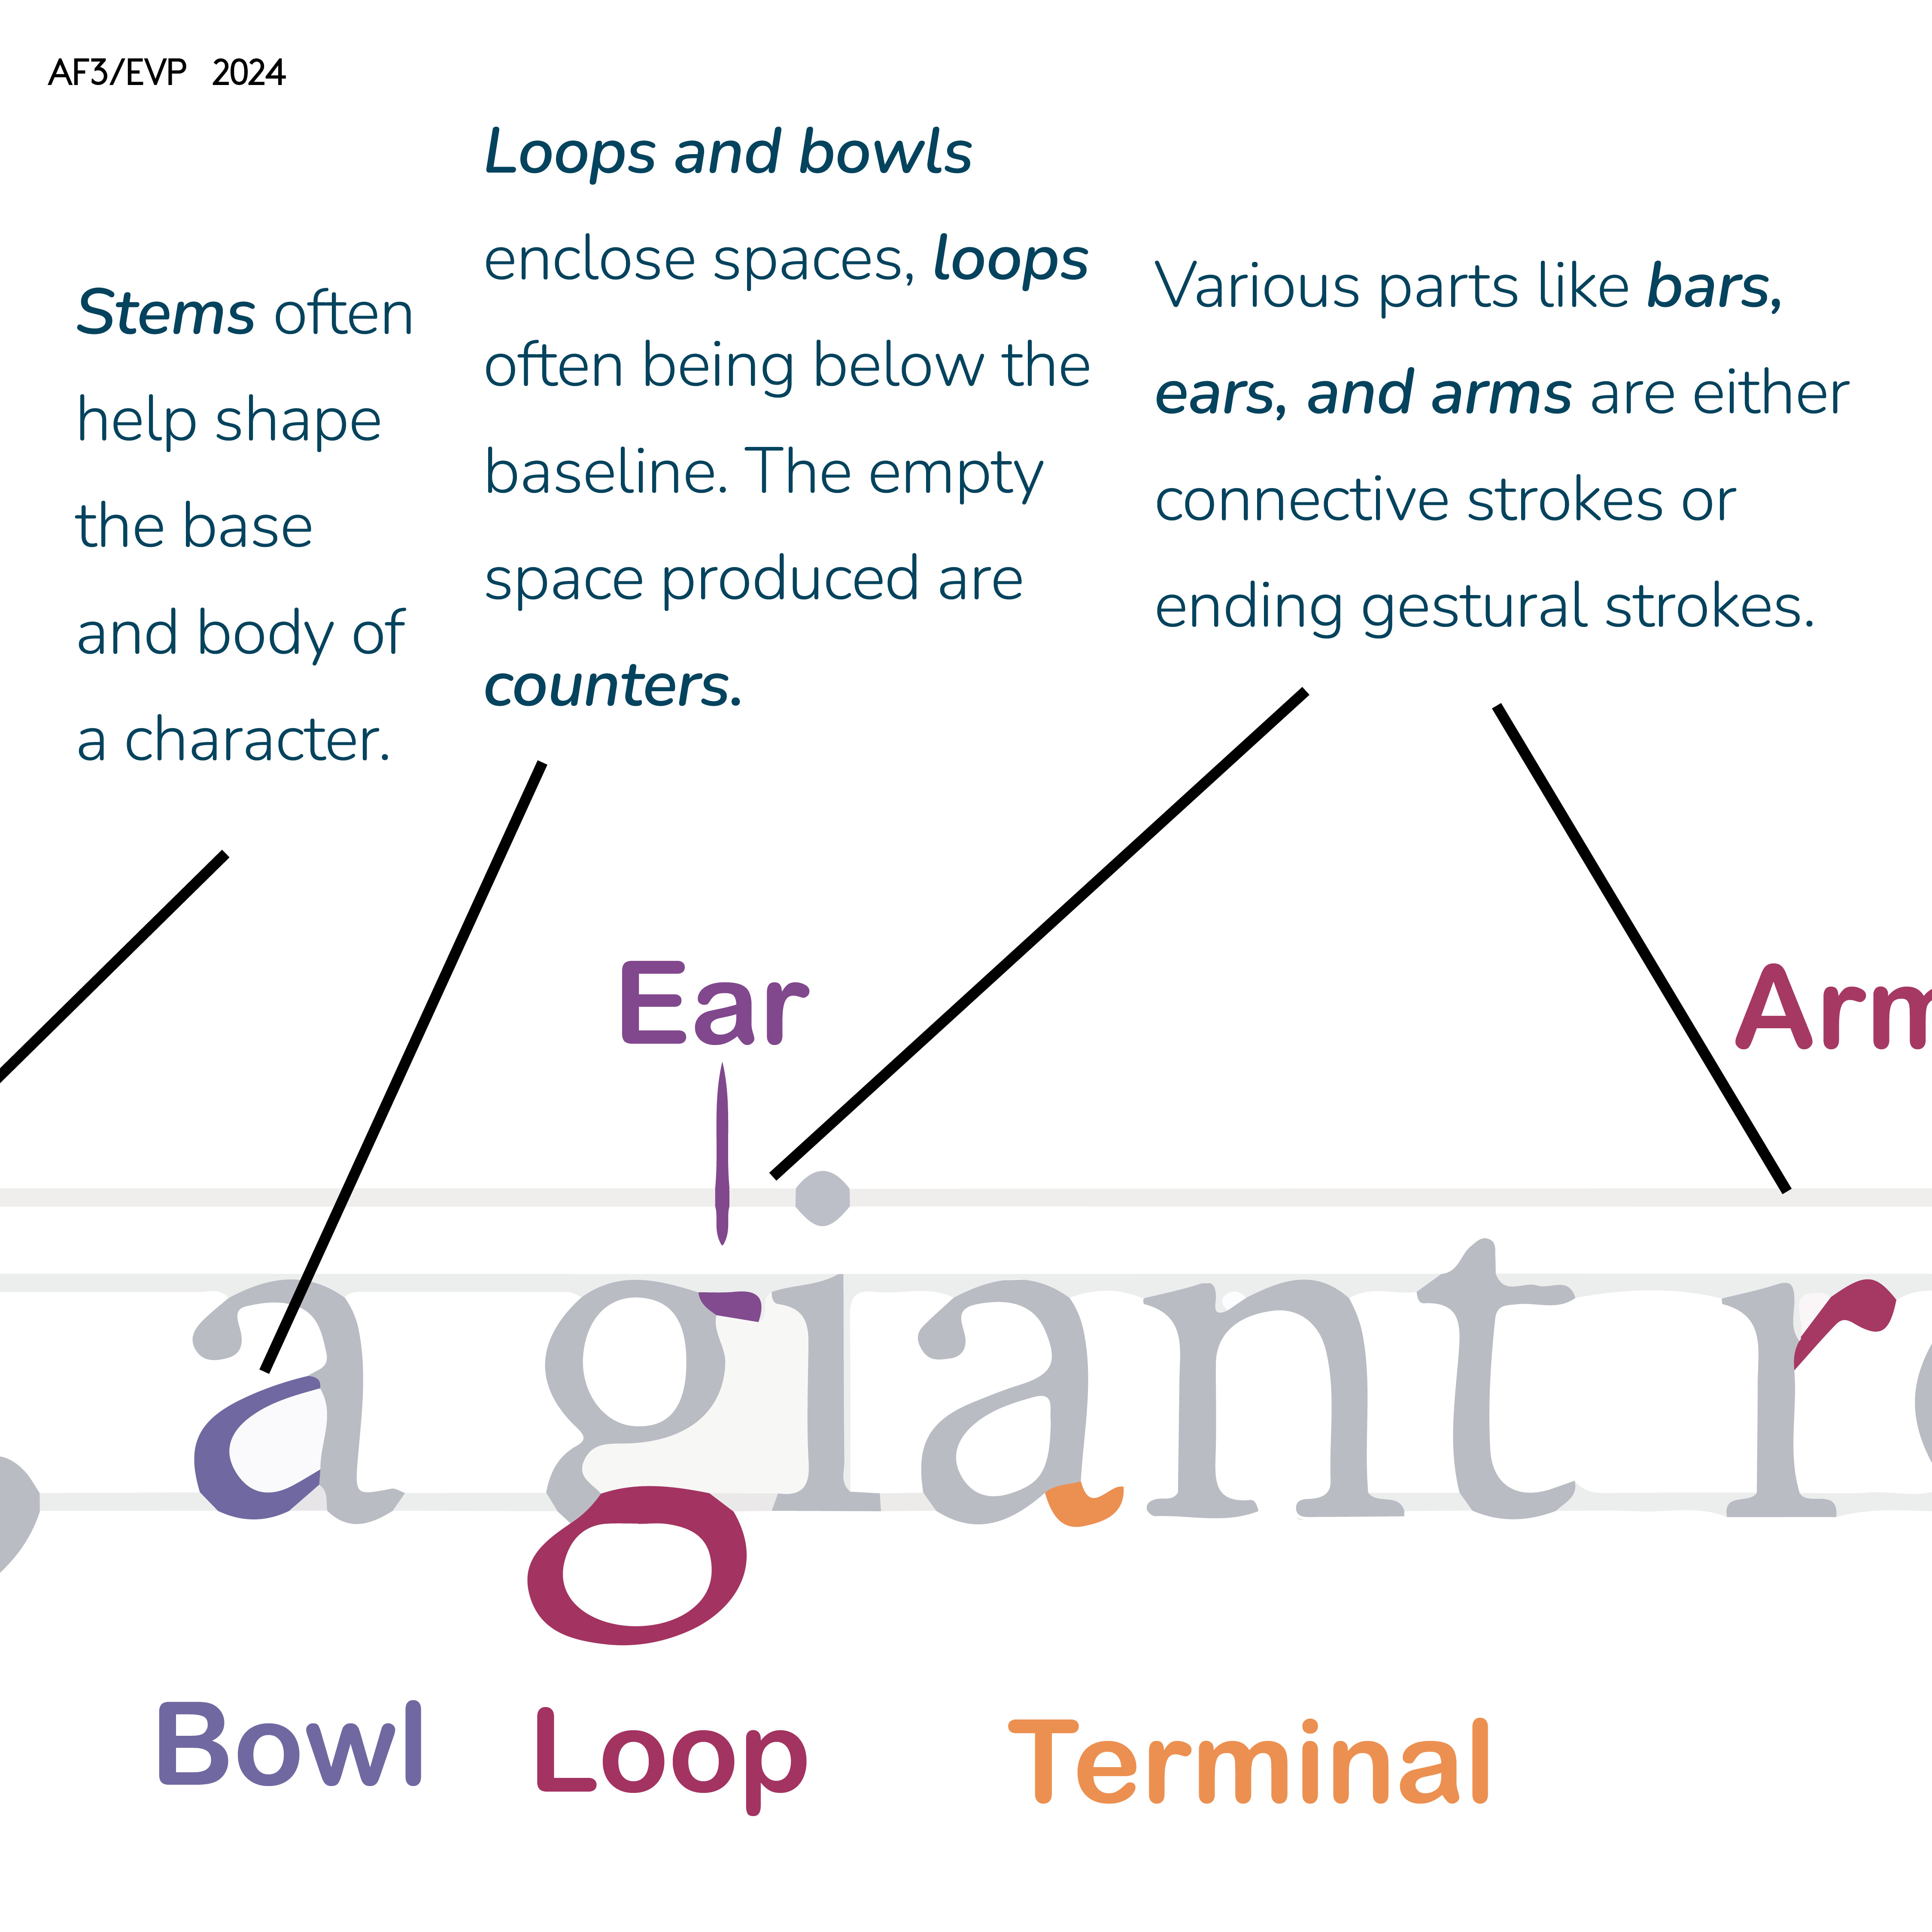 AF3/EVP 2024
Stems often
help shape
the base
and body of
a character.
Loops and bowls
enclose spaces, loops
often being below the
baseline. The empty
space produced are
counters.
Various parts like bars,
ears, and arms are either
connective strokes or
ending gestural strokes.
Ear
Arm
a giant r
Bowl
Loop
Terminal